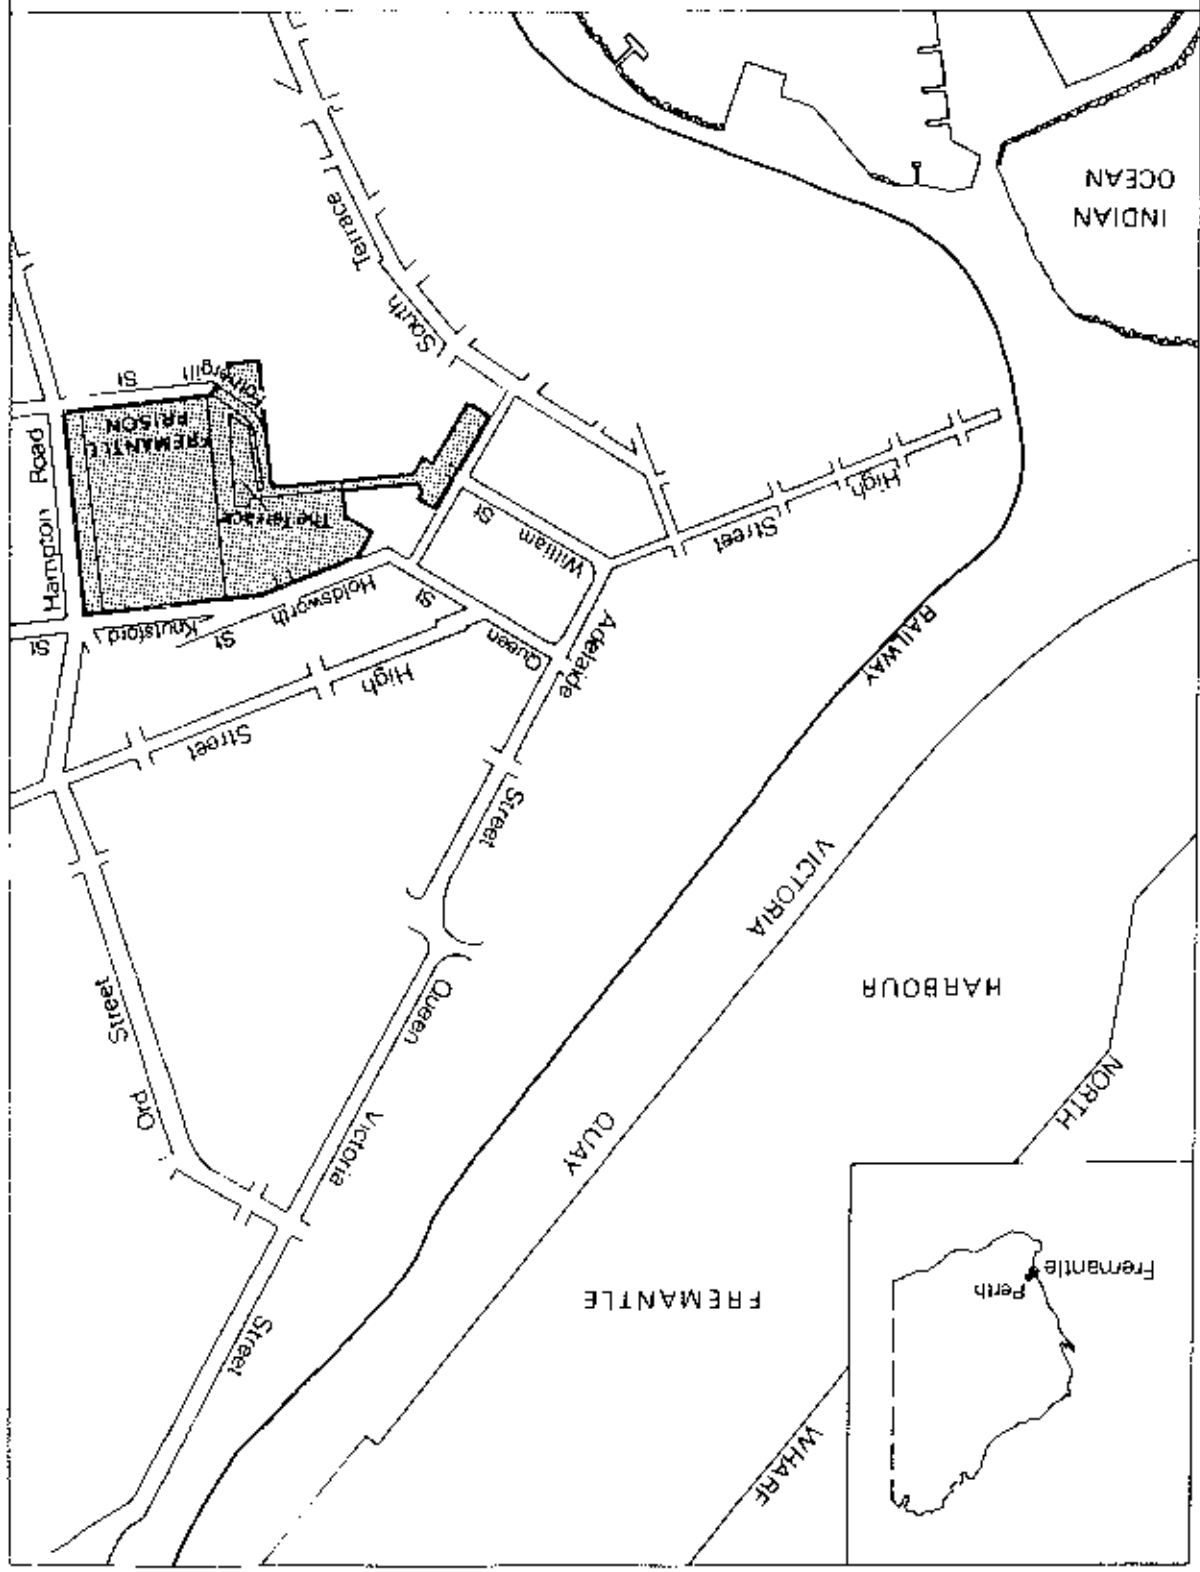 WHARF
Fremantle
Perth
FREMANTLE
Street
NORTH
QUAY
Victoria
Ord
Street
HARBOUR
Queen
VICTORIA
Street
Street
High
RAILWAY
Adelaide
Queen
St
Knutsford
St
Holdsworth
St
Hampton
Road
William
St
The Terrace
Street
High
FREMANTLE
PRISON
Fothergill
St
South
Terrace
INDIAN
OCEAN